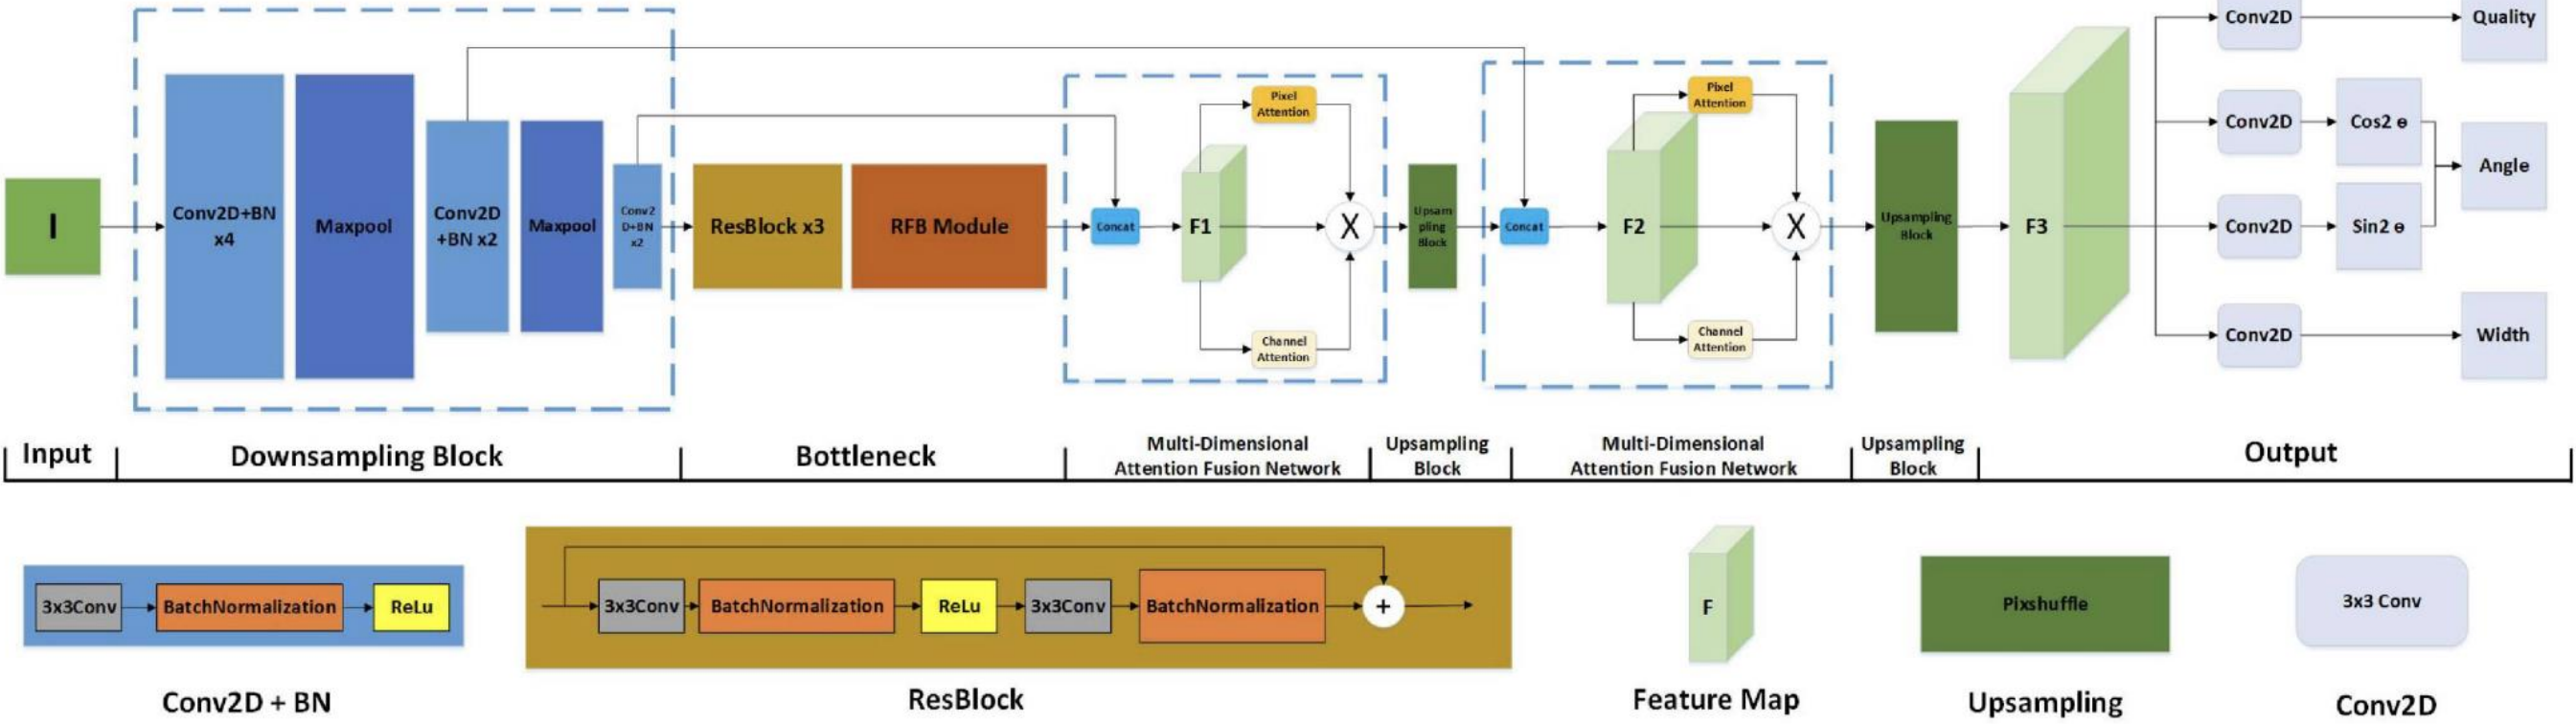 I
Conv2D+BN
x4
Maxpool
Conv2D
+BN x2
Maxpool
Conv2
D+BN
x2
ResBlock x3
RFB Module
Concat
F1
Pixel
Attention
Channel
Attention
X
Upsam
pling
Block
Concat
F2
Pixel
Attention
Channel
Attention
X
Upsampling
Block
F3
Conv2D
Quality
Conv2D
Cos2 ө
Angle
Conv2D
Sin2 ө
Conv2D
Width
Input
Downsampling Block
Bottleneck
Multi-Dimensional
Attention Fusion Network
Upsampling
Block
Multi-Dimensional
Attention Fusion Network
Upsampling
Block
Output
3x3Conv
BatchNormalization
ReLu
Conv2D + BN
3x3Conv
BatchNormalization
ReLu
3x3Conv
BatchNormalization
+
ResBlock
F
Feature Map
Pixshuffle
Upsampling
3x3 Conv
Conv2D